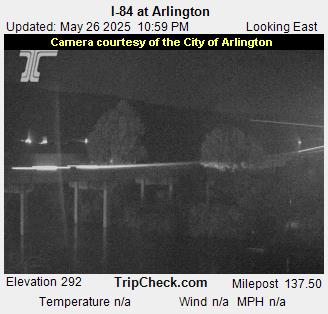 I-84 at Arlington
Updated: May 26 2025 10:59 PM Looking East
Camera courtesy of the City of Arlington
Elevation 292 TripCheck.com Milepost 137.50
Temperature n/a Wind n/a MPH n/a